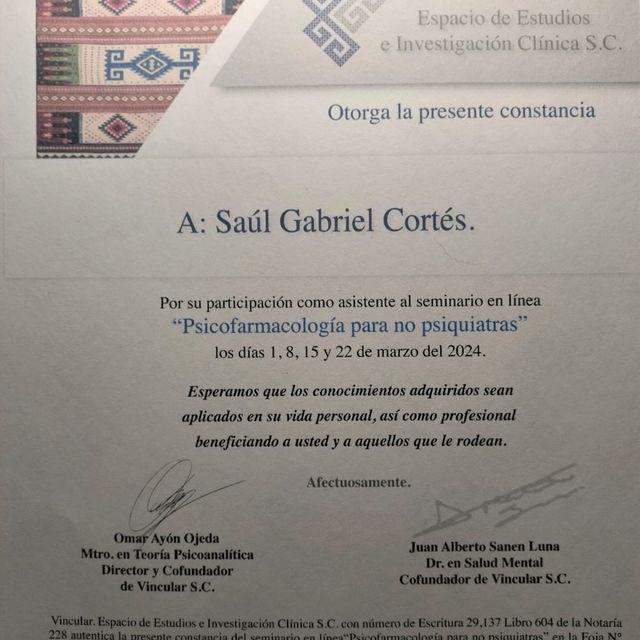 Espacio de Estudios
e Investigación Clínica S.C.
Otorga la presente constancia
A: Saúl Gabriel Cortés.
Por su participación como asistente al seminario en línea
“Psicofarmacología para no psiquiatras”
los días 1, 8, 15 y 22 de marzo del 2024.
Esperamos que los conocimientos adquiridos sean
aplicados en su vida personal, así como profesional
beneficiando a usted y a aquellos que le rodean.
Afectuosamente.
Omar Ayón Ojeda
Mtro. en Teoría Psicoanalítica
Director y Cofundador
de Vincular S.C.
Juan Alberto Sanen Luna
Dr. en Salud Mental
Cofundador de Vincular S.C.
Vincular. Espacio de Estudios e Investigación Clínica S.C. con número de Escritura 29,137 Libro 604 de la Notaría
228 autentica la presente constancia del seminario en línea“Psicofarmacología para no psiquiatras” en la Foja N°